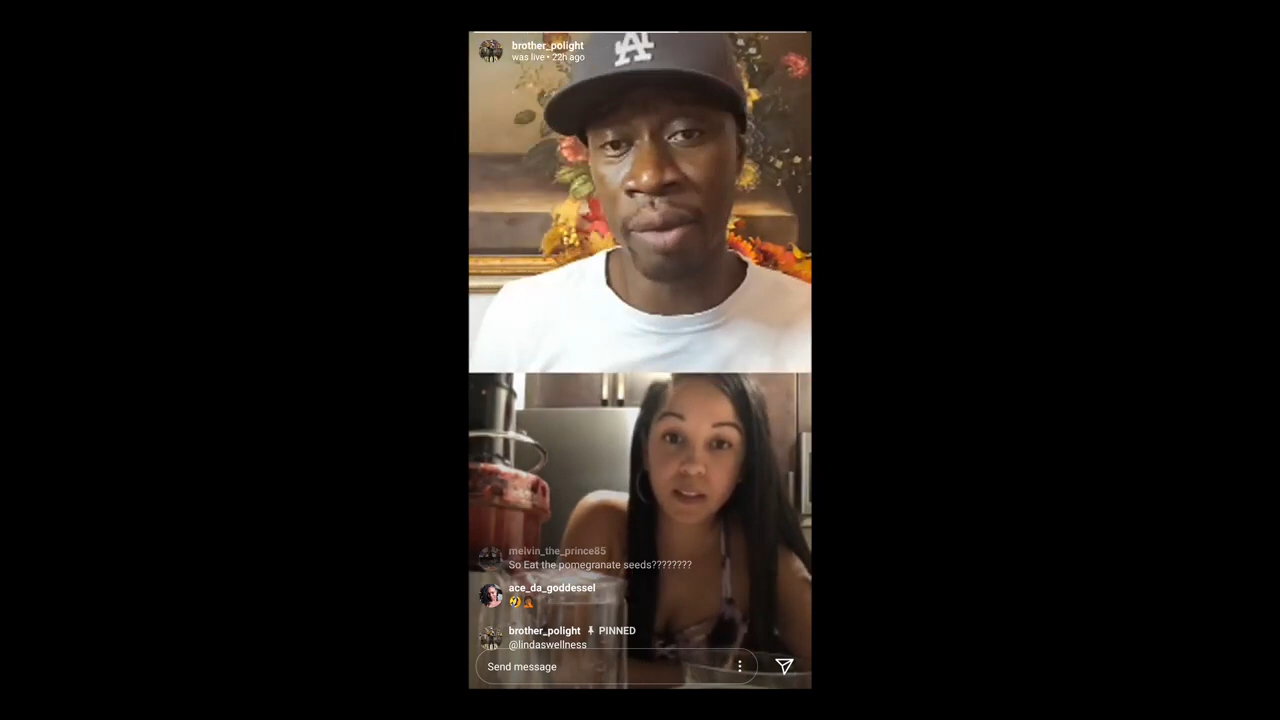 brother_polight
was live • 22h ago
LA
melvin_the_prince85
So Eat the pomegranate seeds????????
ace_da_goddessel
🤣🤦🏾
brother_polight PINNED
@lindaswellness
Send message